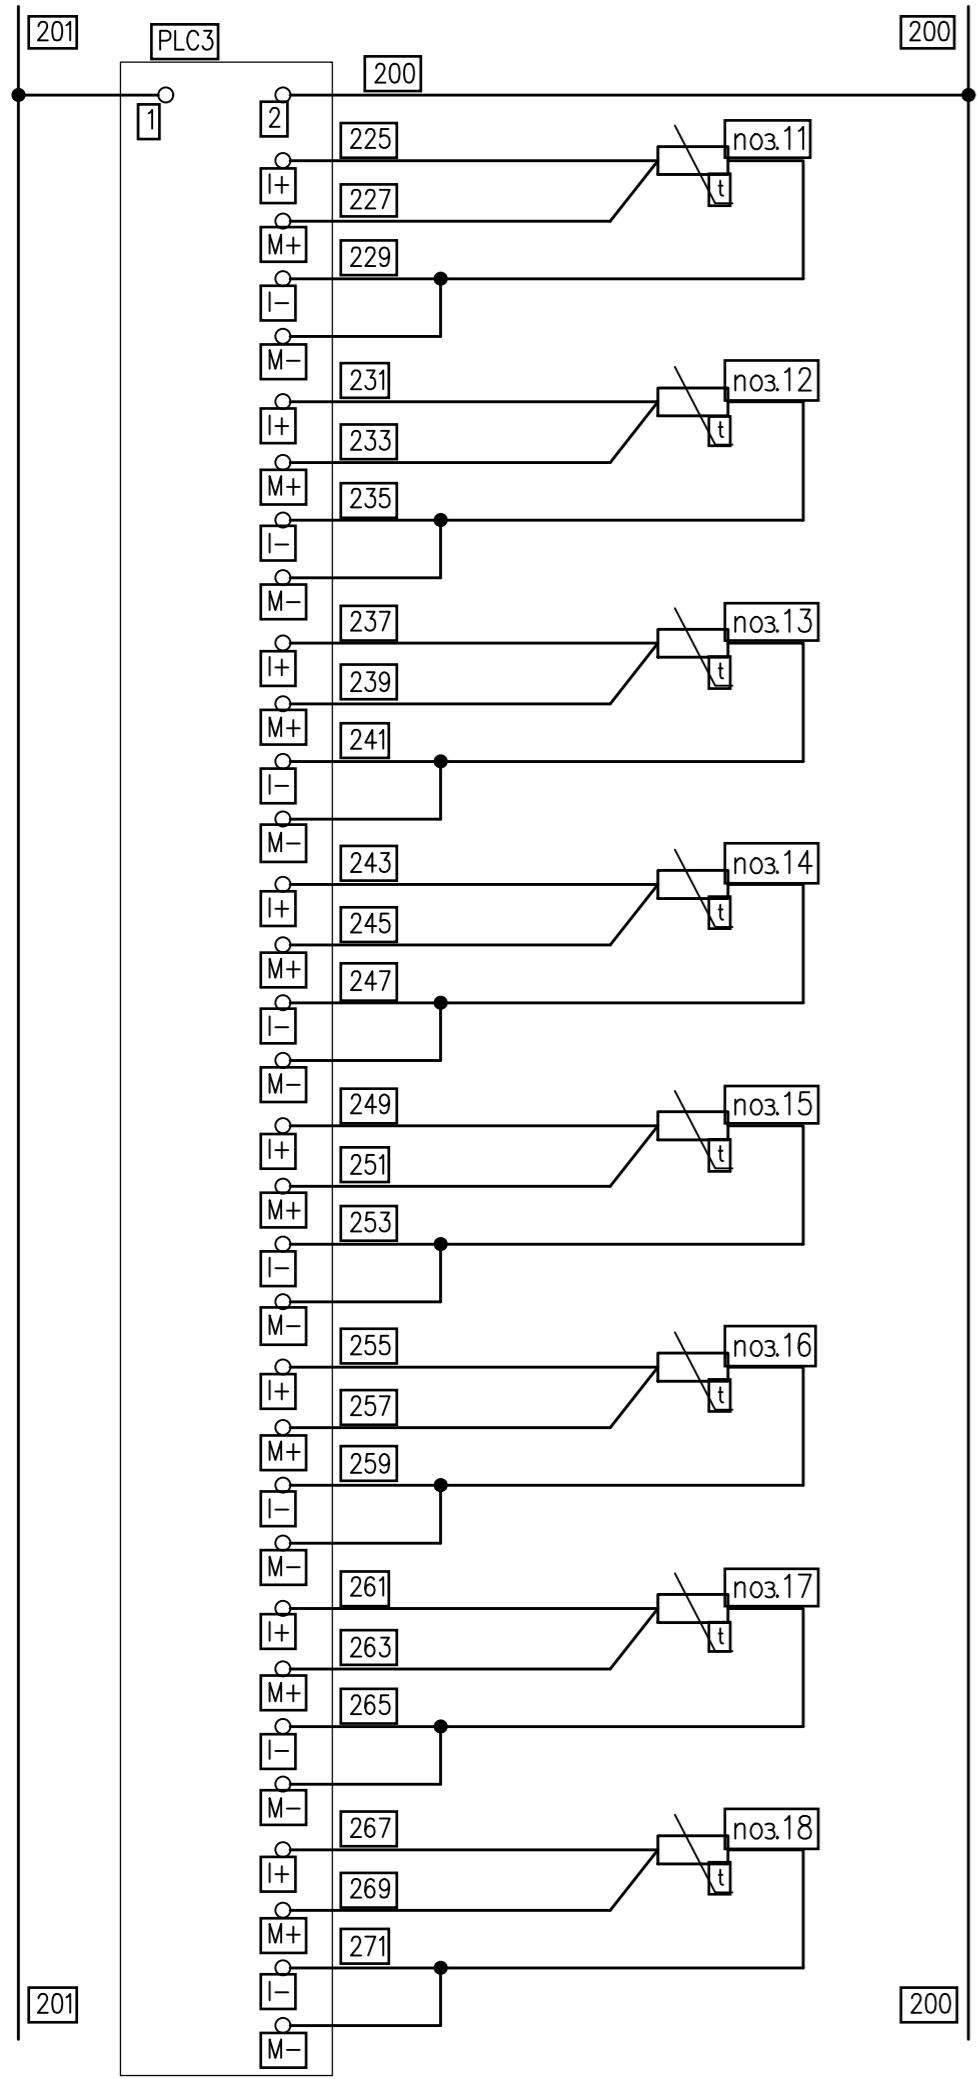 201
PLC3
200
200
1
2
225
поз.11
I+
t
227
M+
229
I-
M-
231
поз.12
I+
t
233
M+
235
I-
M-
237
поз.13
I+
t
239
M+
241
I-
M-
243
поз.14
I+
t
245
M+
247
I-
M-
249
поз.15
I+
t
251
M+
253
I-
M-
255
поз.16
I+
t
257
M+
259
I-
M-
261
поз.17
I+
t
263
M+
265
I-
M-
267
поз.18
I+
t
269
M+
271
I-
201
200
M-